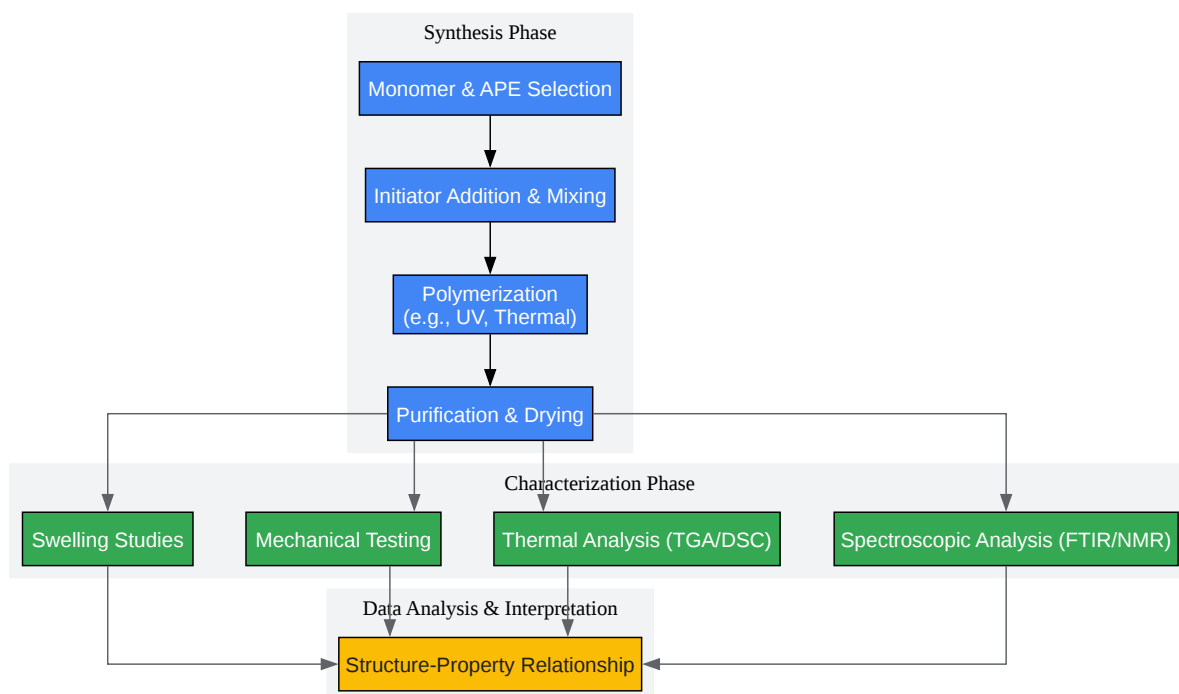 Synthesis Phase
Monomer & APE Selection
Initiator Addition & Mixing
Polymerization
(e.g., UV, Thermal)
Purification & Drying
Characterization Phase
Swelling Studies
Mechanical Testing
Thermal Analysis (TGA/DSC)
Spectroscopic Analysis (FTIR/NMR)
Data Analysis & Interpretation
Structure-Property Relationship